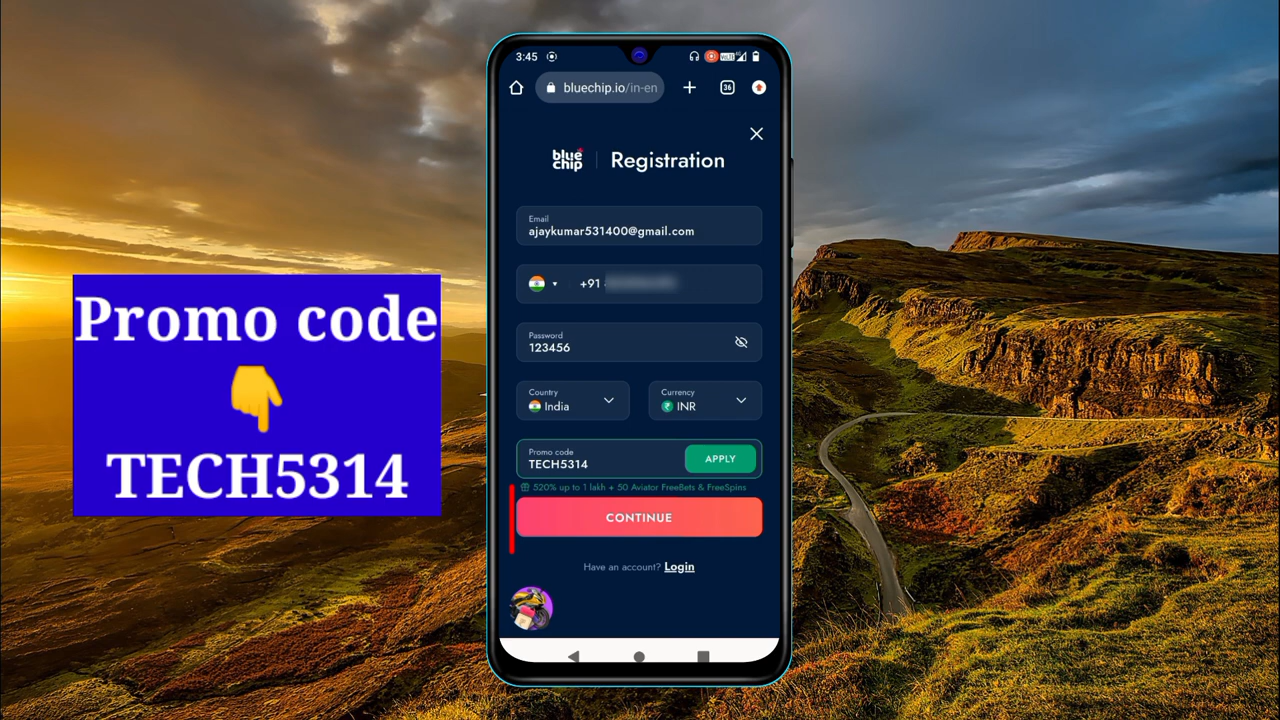 Promo code
👇
TECH5314
3:45
36
bluechip.io/in-en
blue
chip
Registration
Email
ajaykumar531400@gmail.com
+91
Password
123456
Country
India
Currency
INR
Promo code
TECH5314
APPLY
520% up to 1 lakh + 50 Aviator FreeBets & FreeSpins
CONTINUE
Have an account? Login